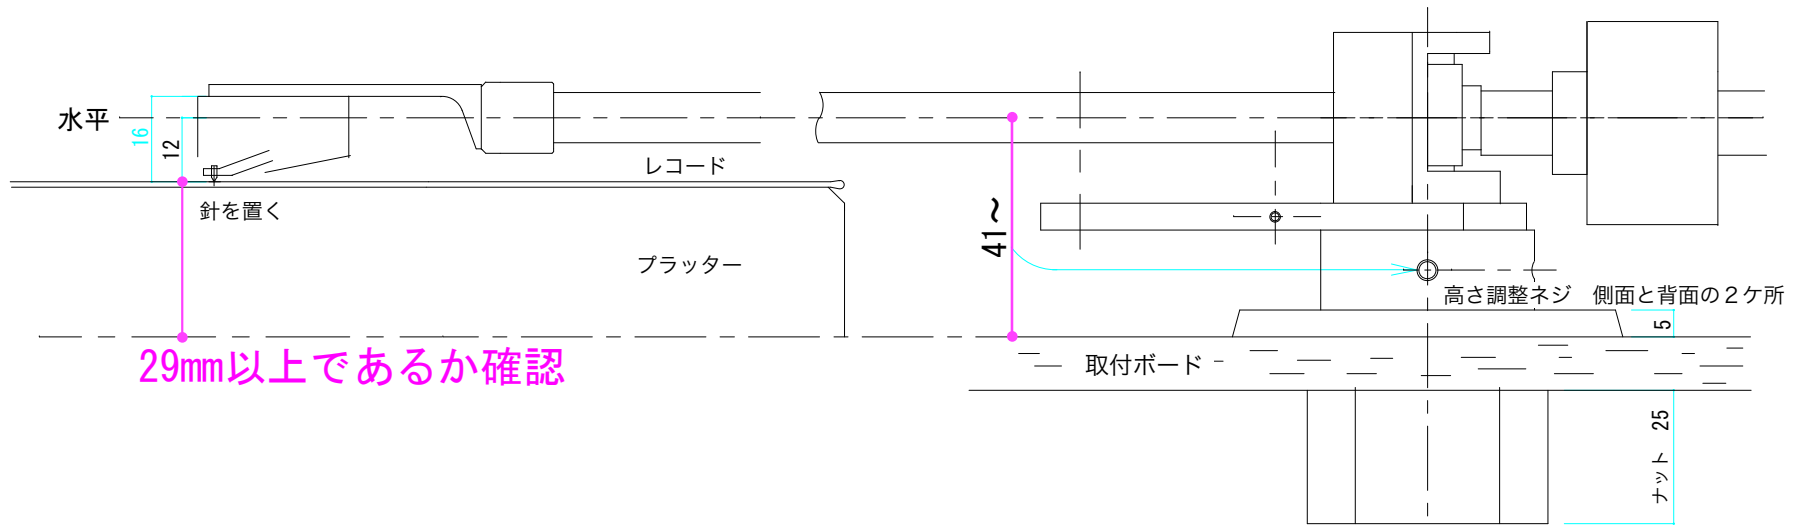 水平
16
12
レコード
針を置く
プラッター
41～
高さ調整ネジ 側面と背面の２ケ所
5
29mm以上であるか確認
取付ボード
ナット 25